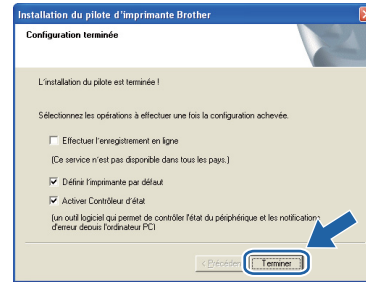 Installation du pilote d'imprimante Brother
Configuration terminée
L'installation du pilote est terminée !
Sélectionnez les opérations à effectuer une fois la configuration achevée.
Effectuer l'enregistrement en ligne
(Ce service n'est pas disponible dans tous les pays.)
Définir l'imprimante par défaut
Activer Contrôleur d'état
(un outil logiciel qui permet de contrôler l'état du périphérique et les notifications
d'erreur depuis l'ordinateur PC)
< Précédent
Terminer